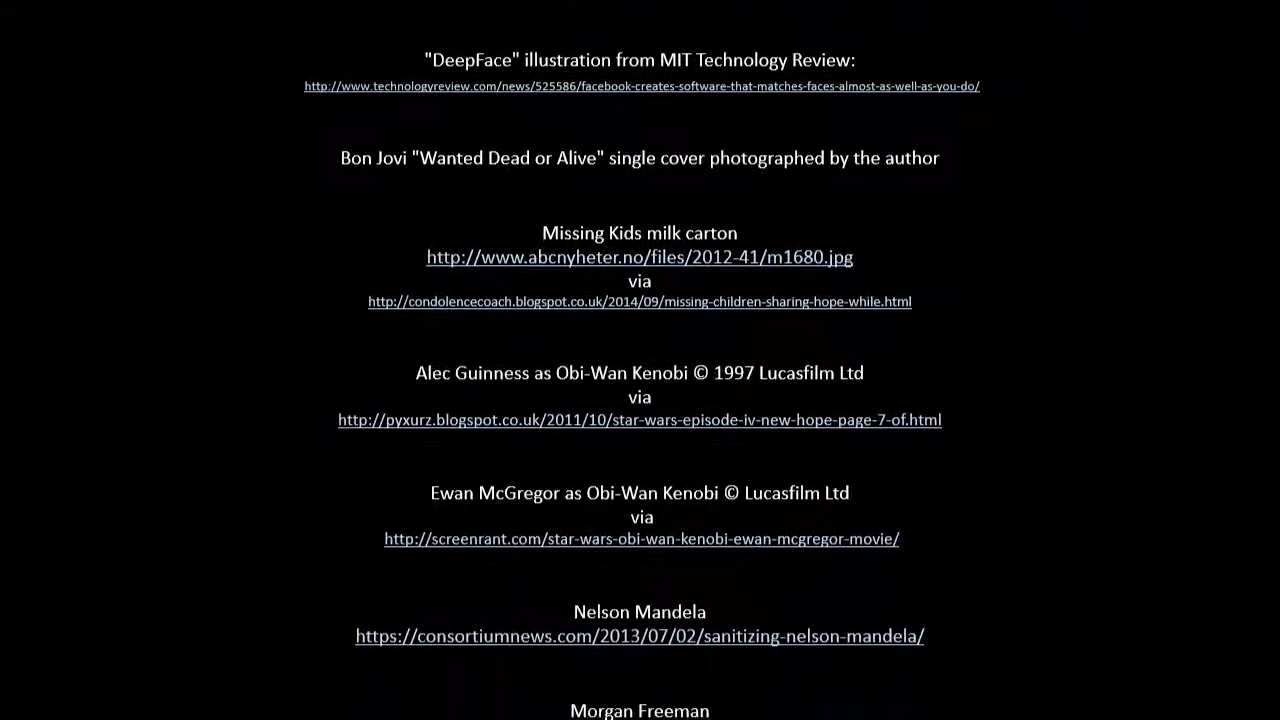 "DeepFace" illustration from MIT Technology Review:
http://www.technologyreview.com/news/525586/facebook-creates-software-that-matches-faces-almost-as-well-as-you-do/
Bon Jovi "Wanted Dead or Alive" single cover photographed by the author
Missing Kids milk carton
http://www.abcnyheter.no/files/2012-41/m1680.jpg
via
http://condolencecoach.blogspot.co.uk/2014/09/missing-children-sharing-hope-while.html
Alec Guinness as Obi-Wan Kenobi © 1997 Lucasfilm Ltd
via
http://pyxurz.blogspot.co.uk/2011/10/star-wars-episode-iv-new-hope-page-7-of.html
Ewan McGregor as Obi-Wan Kenobi © Lucasfilm Ltd
via
http://screenrant.com/star-wars-obi-wan-kenobi-ewan-mcgregor-movie/
Nelson Mandela
https://consortiumnews.com/2013/07/02/sanitizing-nelson-mandela/
Morgan Freeman